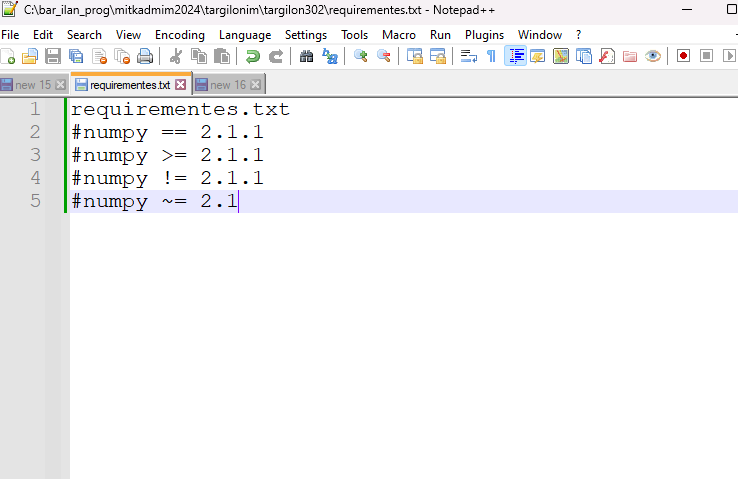 C:\bar_ilan_prog\mitkadmim2024\targilonim\targilon302\requirementes.txt - Notepad++
File Edit Search View Encoding Language Settings Tools Macro Run Plugins Window ?
new 15 requirementes.txt new 16
1 requirementes.txt
2 #numpy == 2.1.1
3 #numpy >= 2.1.1
4 #numpy != 2.1.1
5 #numpy ~= 2.1